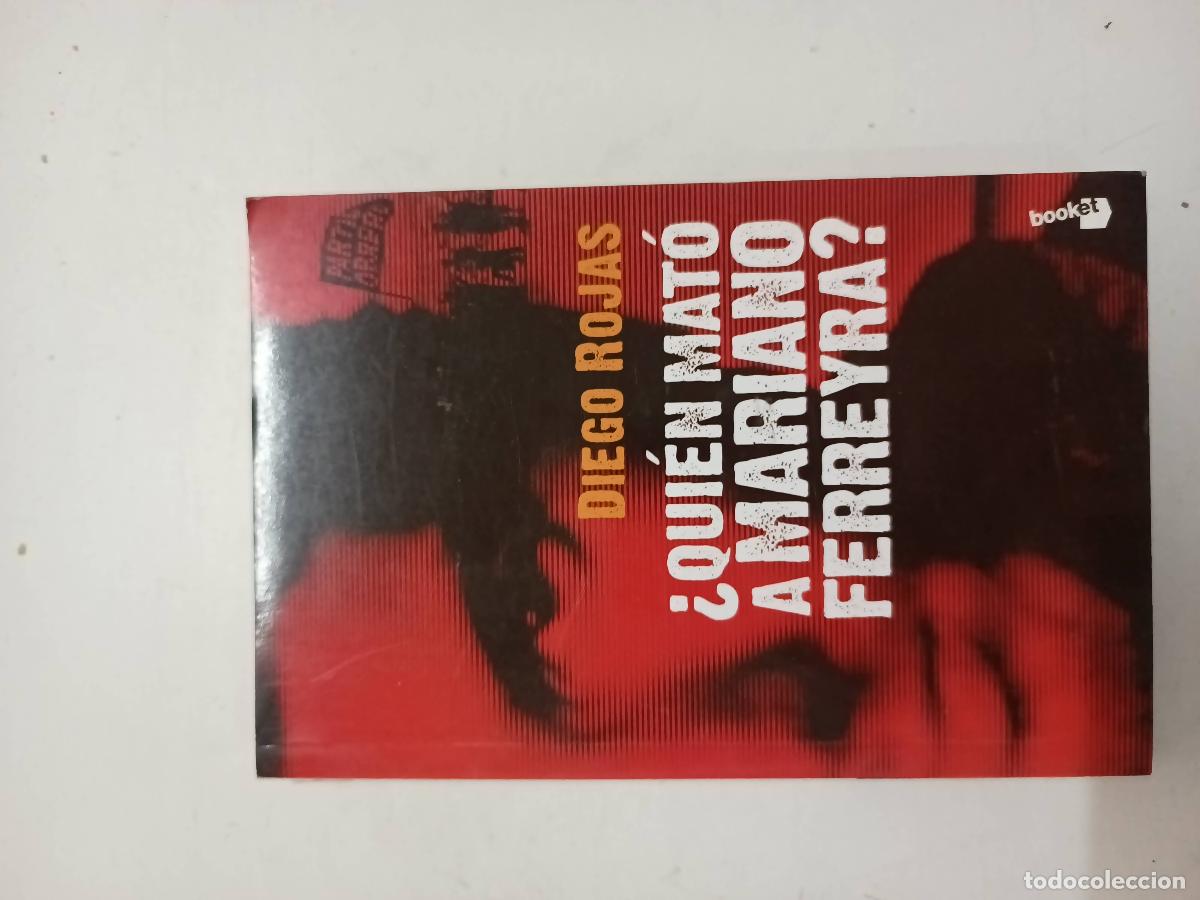 PARTIDO
OBRERO
DIEGO ROJAS
¿QUIÉN MATÓ
A MARIANO
FERREYRA?
booket
todocoleccion